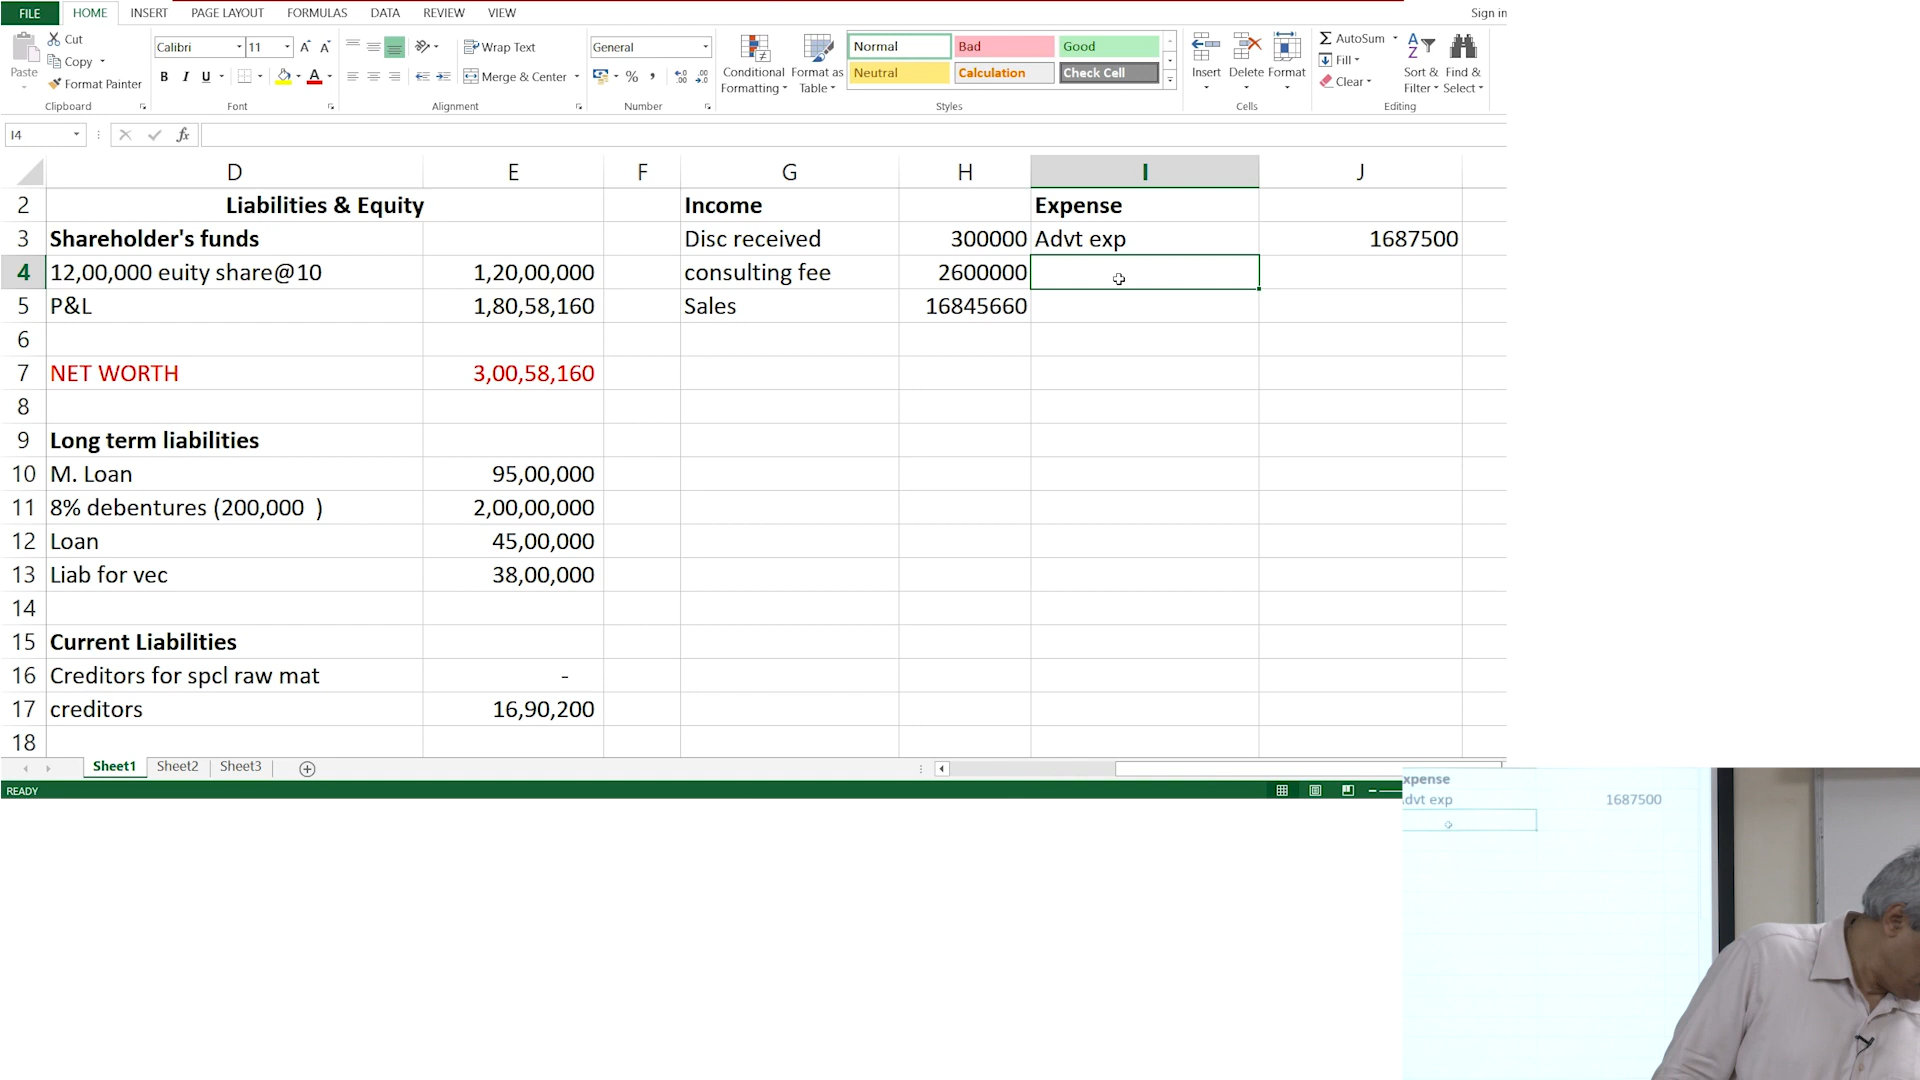 FILE HOME INSERT PAGE LAYOUT FORMULAS DATA REVIEW VIEW Sign in
Paste Cut Calibri 11 Wrap Text General Normal Bad Good AutoSum
Copy Format Painter B I U Merge & Center % Conditional Formatting Format as Table Neutral Calculation Check Cell Insert Delete Format Fill Clear Sort & Filter Find & Select
Clipboard Font Alignment Number Styles Cells Editing
I4 fx
D E F G H I J
2 Liabilities & Equity Income Expense
3 Shareholder's funds Disc received 300000 Advt exp 1687500
4 12,00,000 euity share@10 1,20,00,000 consulting fee 2600000
5 P&L 1,80,58,160 Sales 16845660
6
7 NET WORTH 3,00,58,160
8
9 Long term liabilities
10 M. Loan 95,00,000
11 8% debentures (200,000 ) 2,00,00,000
12 Loan 45,00,000
13 Liab for vec 38,00,000
14
15 Current Liabilities
16 Creditors for spcl raw mat -
17 creditors 16,90,200
18
Sheet1 Sheet2 Sheet3
READY
xpense
dvt exp 1687500